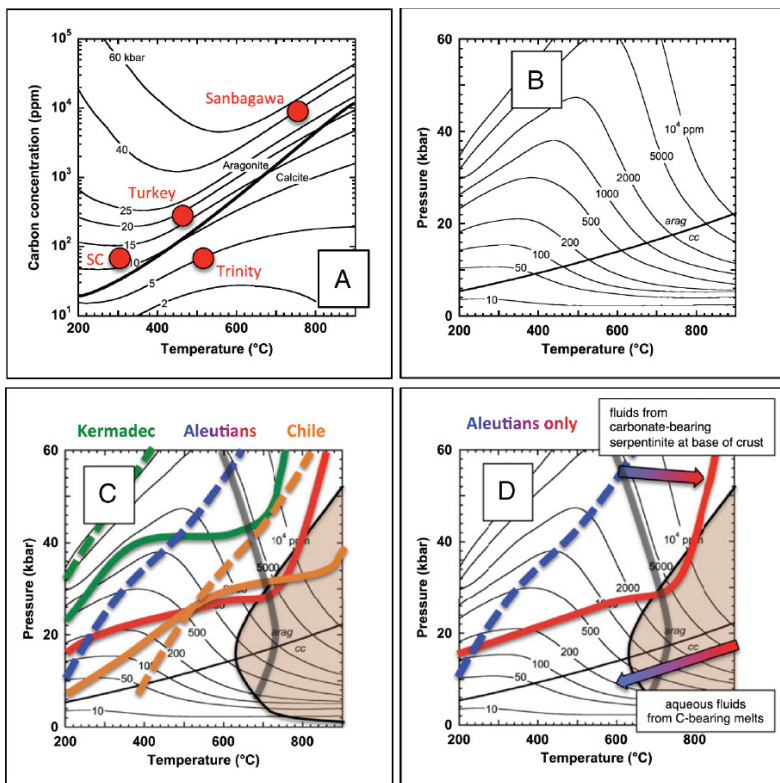 A
Carbon concentration (ppm)
10^5
10^4
10^3
10^2
10^1
60 kbar
40
25
20
15
10
5
2
Sanbagawa
Turkey
SC
Trinity
Aragonite
Calcite
200 400 600 800
Temperature (°C)
B
Pressure (kbar)
60
40
20
0
10^4 ppm
5000
2000
1000
500
200
100
50
10
arag
cc
200 300 400 500 600 700 800 900
Temperature (°C)
Kermadec Aleutians Chile
C
Pressure (kbar)
60
40
20
0
10^4 ppm
5000
2000
500
200
100
50
10
arag
cc
200 400 600 800
Temperature (°C)
Aleutians only
fluids from
carbonate-bearing
serpentinite at base of crust
D
Pressure (kbar)
60
40
20
0
10^4 ppm
5000
2000
500
200
100
50
10
arag
cc
aqueous fluids
from C-bearing melts
200 400 600 800
Temperature (°C)